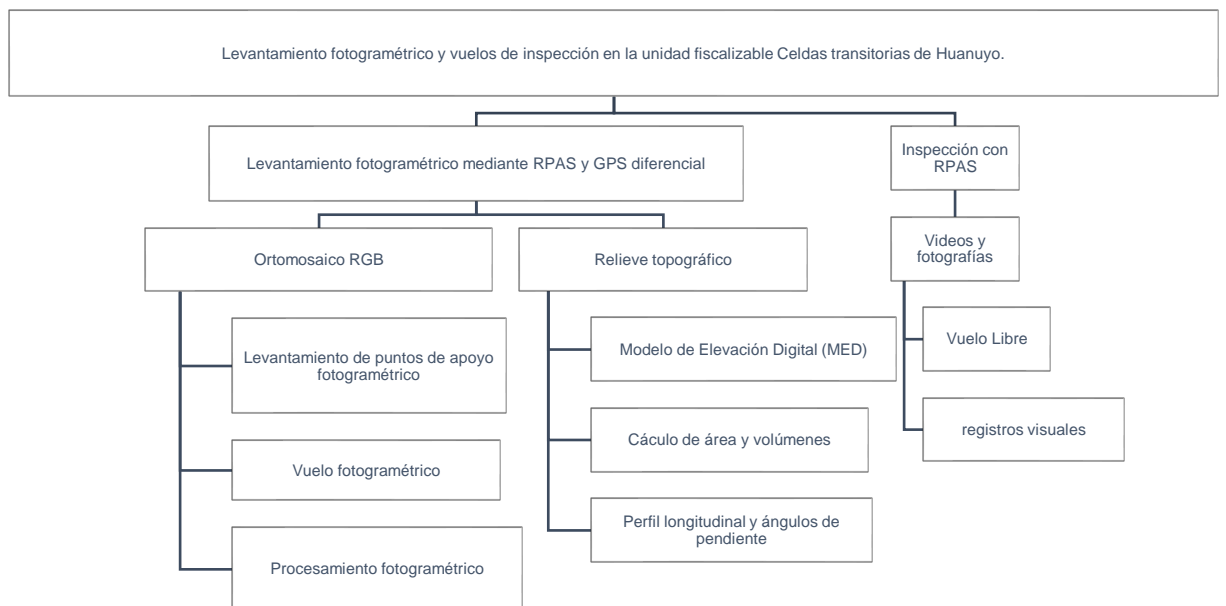 Levantamiento fotogramétrico y vuelos de inspección en la unidad fiscalizable Celdas transitorias de Huanuyo.
Levantamiento fotogramétrico mediante RPAS y GPS diferencial
Ortomosaico RGB
Levantamiento de puntos de apoyo
fotogramétrico
Vuelo fotogramétrico
Procesamiento fotogramétrico
Relieve topográfico
Modelo de Elevación Digital (MED)
Cáculo de área y volúmenes
Perfil longitudinal y ángulos de
pendiente
Inspección con
RPAS
Videos y
fotografías
Vuelo Libre
registros visuales